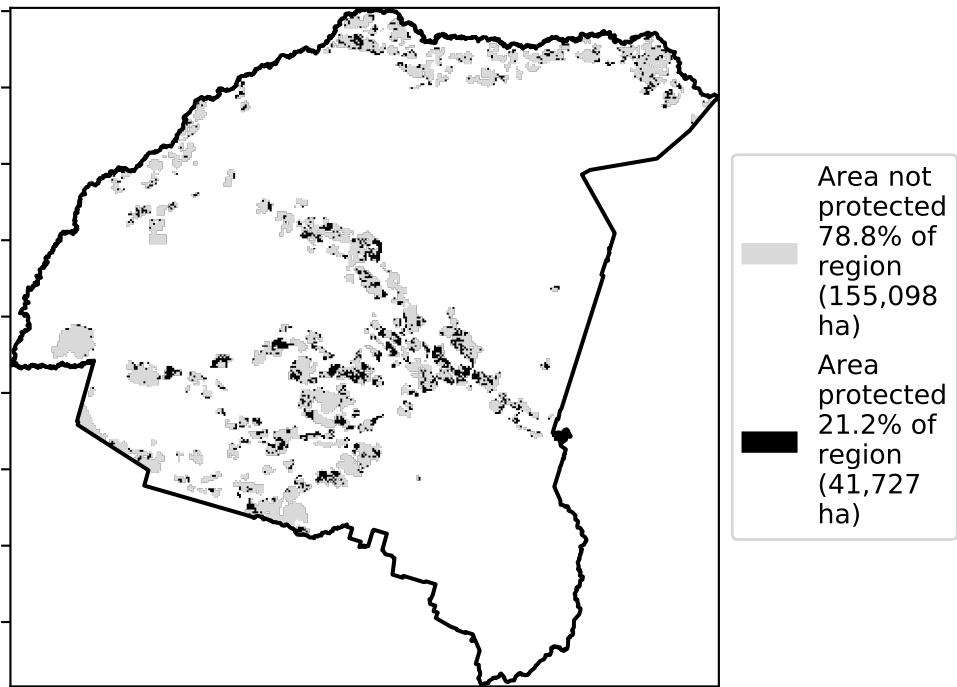 Area not
protected
78.8% of
region
(155,098
ha)
Area
protected
21.2% of
region
(41,727
ha)